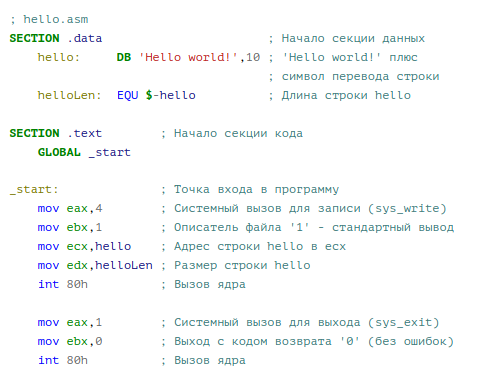 ; hello.asm
SECTION .data                       ; Начало секции данных
    hello:     DB 'Hello world!',10 ; 'Hello world!' плюс
                                    ; символ перевода строки
    helloLen:  EQU $-hello          ; Длина строки hello

SECTION .text        ; Начало секции кода
    GLOBAL _start

_start:              ; Точка входа в программу
    mov eax,4        ; Системный вызов для записи (sys_write)
    mov ebx,1        ; Описатель файла '1' - стандартный вывод
    mov ecx,hello    ; Адрес строки hello в ecx
    mov edx,helloLen ; Размер строки hello
    int 80h          ; Вызов ядра

    mov eax,1        ; Системный вызов для выхода (sys_exit)
    mov ebx,0        ; Выход с кодом возврата '0' (без ошибок)
    int 80h          ; Вызов ядра